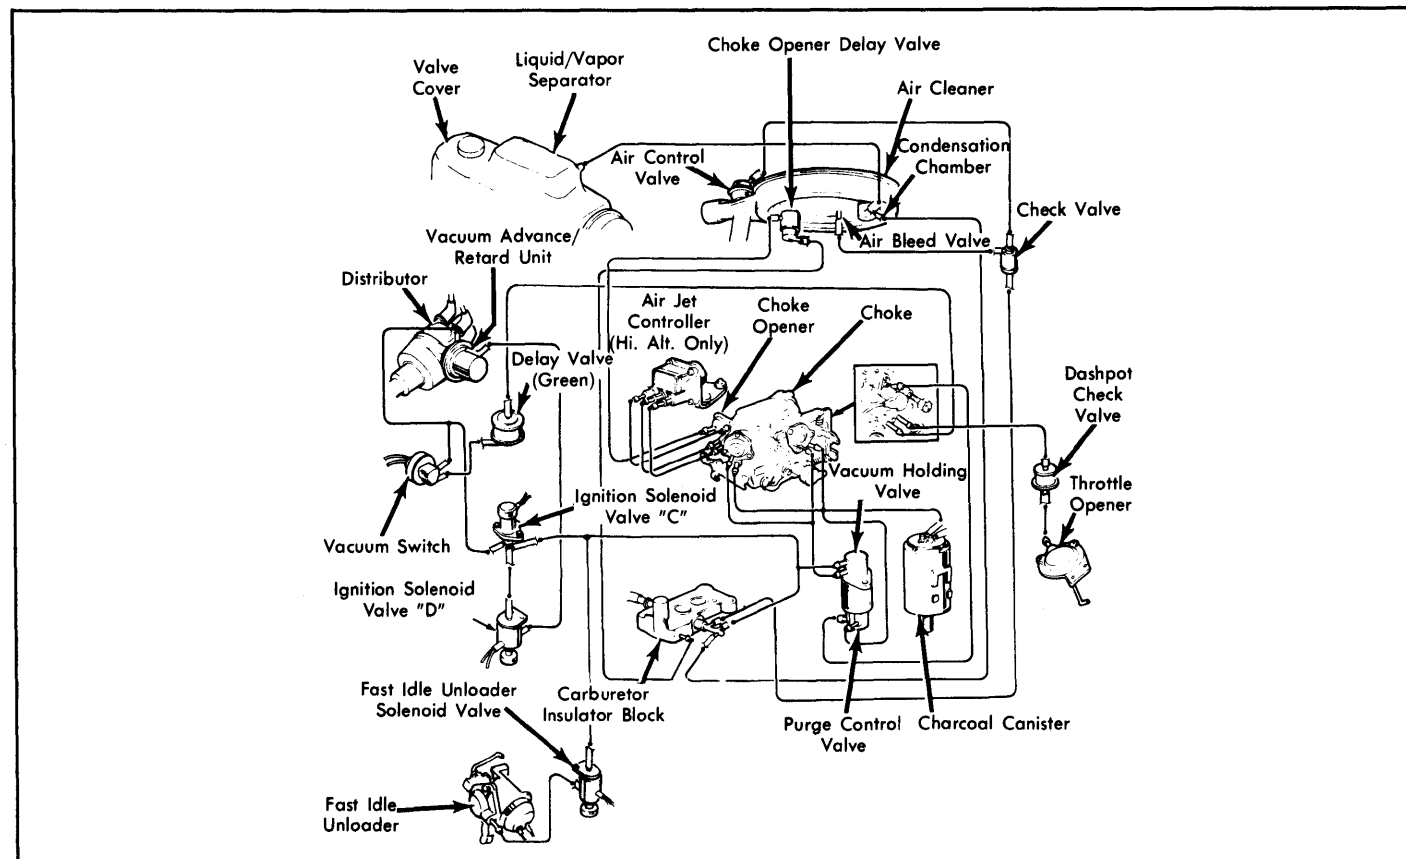 Choke Opener Delay Valve
Liquid/Vapor
Separator
Valve
Cover
Air Cleaner
Condensation
Chamber
Air Control
Valve
Check Valve
Air Bleed Valve
Vacuum Advance/
Retard Unit
Distributor
Air Jet
Controller
(Hi. Alt. Only)
Choke
Opener
Choke
Delay Valve
(Green)
Dashpot
Check
Valve
Vacuum Holding
Valve
Throttle
Opener
Ignition Solenoid
Valve "C"
Vacuum Switch
Ignition Solenoid
Valve "D"
Fast Idle Unloader
Solenoid Valve
Carburetor
Insulator Block
Purge Control
Valve
Charcoal Canister
Fast Idle
Unloader